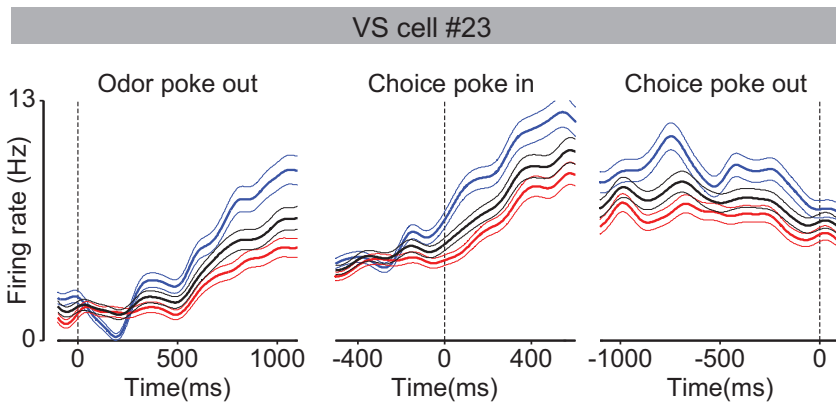 VS cell #23
Odor poke out
Choice poke in
Choice poke out
13
Firing rate (Hz)
0
0 500 1000
-400 0 400
-1000 -500 0
Time(ms)
Time(ms)
Time(ms)